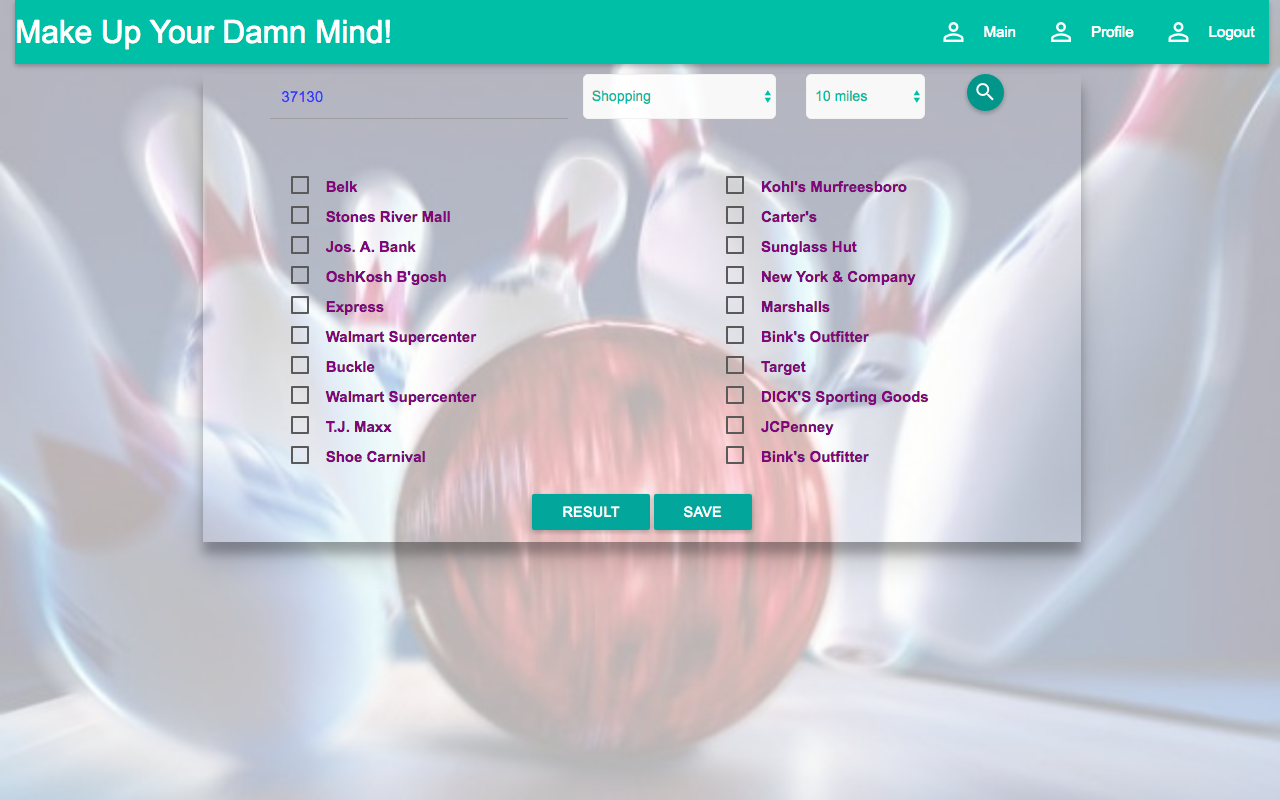 Make Up Your Damn Mind!
Main
Profile
Logout
37130
Shopping
10 miles
Belk
Stones River Mall
Jos. A. Bank
OshKosh B'gosh
Express
Walmart Supercenter
Buckle
Walmart Supercenter
T.J. Maxx
Shoe Carnival
Kohl's Murfreesboro
Carter's
Sunglass Hut
New York & Company
Marshalls
Bink's Outfitter
Target
DICK'S Sporting Goods
JCPenney
Bink's Outfitter
RESULT
SAVE